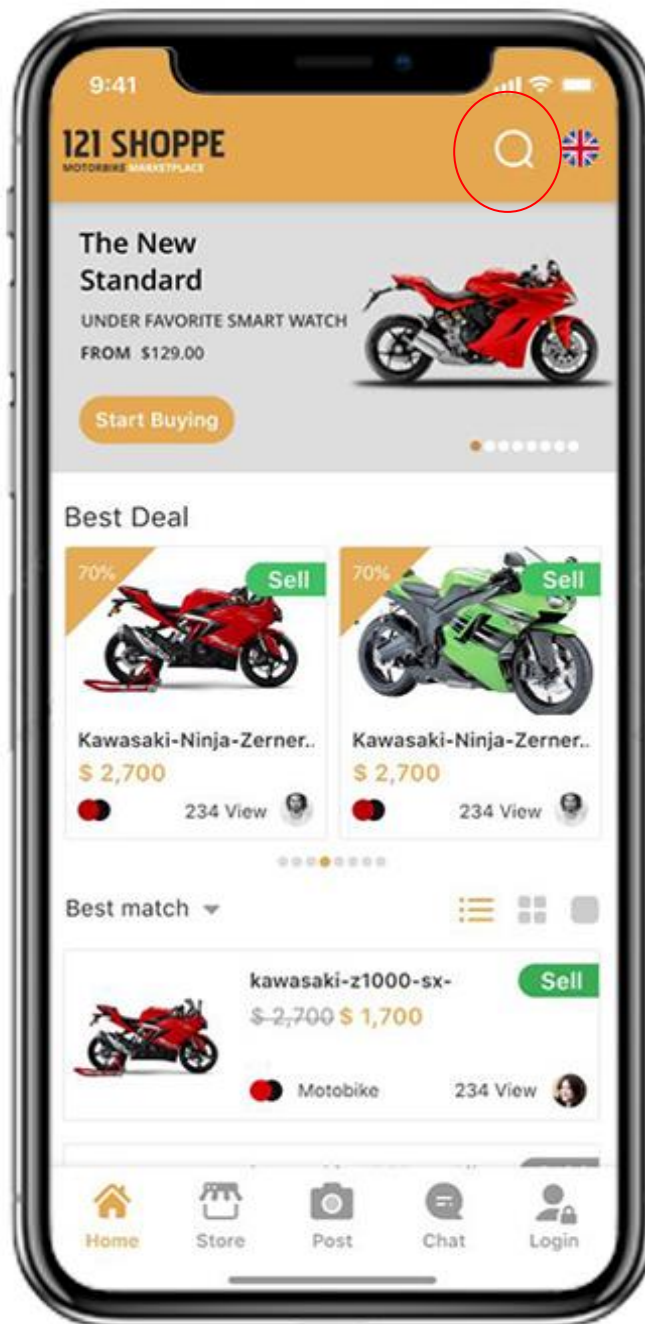 9:41
121 SHOPPE
MOTORBIKE MARKETPLACE
The New
Standard
UNDER FAVORITE SMART WATCH
FROM $129.00
Start Buying
Best Deal
70% Sell
70% Sell
Kawasaki-Ninja-Zerner..
$ 2,700
234 View
Kawasaki-Ninja-Zerner..
$ 2,700
234 View
Best match
kawasaki-z1000-sx-
Sell
$ 2,700 $ 1,700
Motobike 234 View
Home Store Post Chat Login